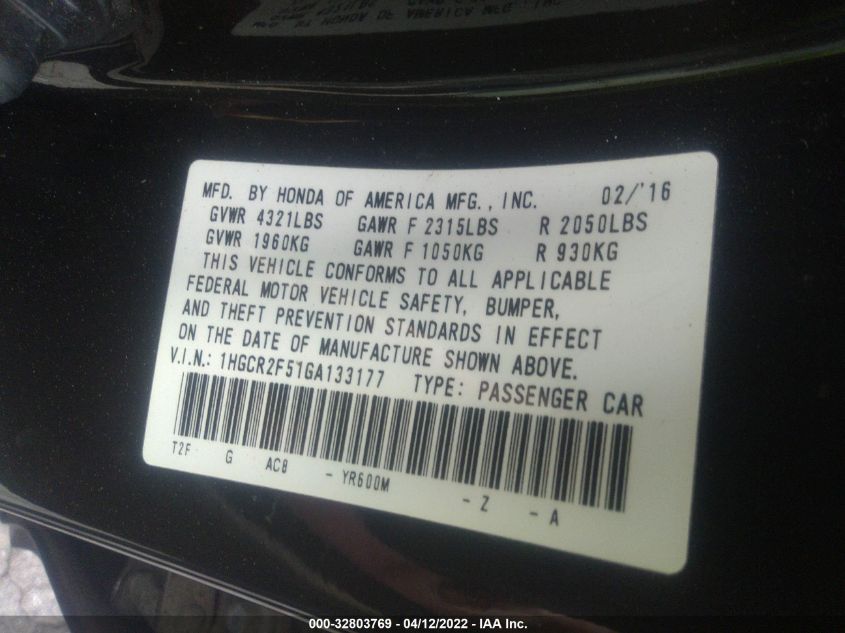 MFD. BY HONDA OF AMERICA MFG., INC. 02/'16
GVWR 4321LBS GAWR F 2315LBS R 2050LBS
GVWR 1960KG GAWR F 1050KG R 930KG
THIS VEHICLE CONFORMS TO ALL APPLICABLE
FEDERAL MOTOR VEHICLE SAFETY, BUMPER,
AND THEFT PREVENTION STANDARDS IN EFFECT
ON THE DATE OF MANUFACTURE SHOWN ABOVE.
V.I.N.: 1HGCR2F51GA133177 TYPE: PASSENGER CAR
T2F G AC8 - YR600M - Z - A
000-32803769 - 04/12/2022 - IAA Inc.